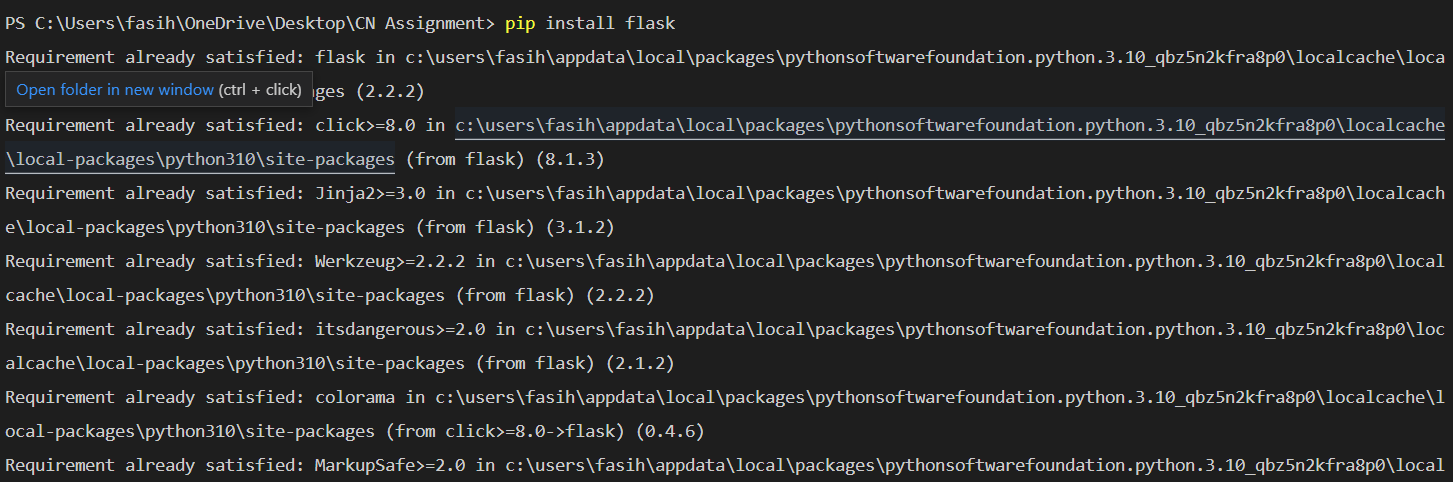 PS C:\Users\fasih\OneDrive\Desktop\CN Assignment> pip install flask
Requirement already satisfied: flask in c:\users\fasih\appdata\local\packages\pythonsoftwarefoundation.python.3.10_qbz5n2kfra8p0\localcache\loca
Open folder in new window (ctrl + click) ges (2.2.2)
Requirement already satisfied: click>=8.0 in c:\users\fasih\appdata\local\packages\pythonsoftwarefoundation.python.3.10_qbz5n2kfra8p0\localcache
\local-packages\python310\site-packages (from flask) (8.1.3)
Requirement already satisfied: Jinja2>=3.0 in c:\users\fasih\appdata\local\packages\pythonsoftwarefoundation.python.3.10_qbz5n2kfra8p0\localcach
e\local-packages\python310\site-packages (from flask) (3.1.2)
Requirement already satisfied: Werkzeug>=2.2.2 in c:\users\fasih\appdata\local\packages\pythonsoftwarefoundation.python.3.10_qbz5n2kfra8p0\local
cache\local-packages\python310\site-packages (from flask) (2.2.2)
Requirement already satisfied: itsdangerous>=2.0 in c:\users\fasih\appdata\local\packages\pythonsoftwarefoundation.python.3.10_qbz5n2kfra8p0\loc
alcache\local-packages\python310\site-packages (from flask) (2.1.2)
Requirement already satisfied: colorama in c:\users\fasih\appdata\local\packages\pythonsoftwarefoundation.python.3.10_qbz5n2kfra8p0\localcache\l
ocal-packages\python310\site-packages (from click>=8.0->flask) (0.4.6)
Requirement already satisfied: MarkupSafe>=2.0 in c:\users\fasih\appdata\local\packages\pythonsoftwarefoundation.python.3.10_qbz5n2kfra8p0\local